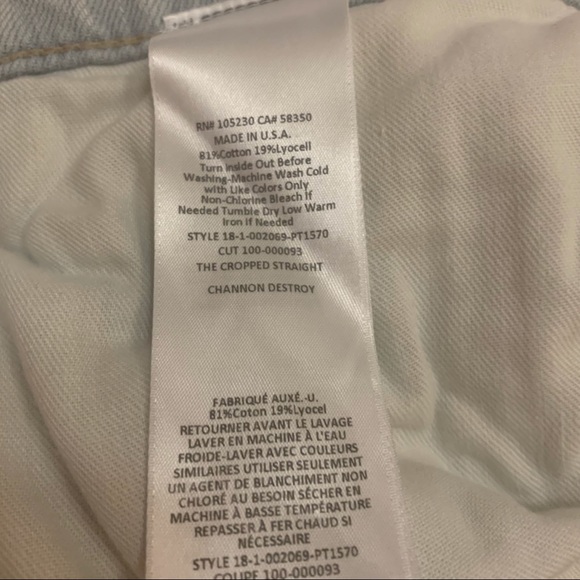 RN# 105230 CA# 58350
MADE IN U.S.A.
81%Cotton 19%Lyocell
Turn Inside Out Before
Washing-Machine Wash Cold
with Like Colors Only
Non-Chlorine Bleach If
Needed Tumble Dry Low Warm
Iron if Needed
STYLE 18-1-002069-PT1570
CUT 100-000093
THE CROPPED STRAIGHT
CHANNON DESTROY
FABRIQUÉ AUXÉ.-U.
81%Coton 19%Lyocel
RETOURNER AVANT LE LAVAGE
LAVER EN MACHINE À L'EAU
FROIDE-LAVER AVEC COULEURS
SIMILAIRES UTILISER SEULEMENT
UN AGENT DE BLANCHIMENT NON
CHLORÉ AU BESOIN SÉCHER EN
MACHINE À BASSE TEMPÉRATURE
REPASSER À FER CHAUD SI
NÉCESSAIRE
STYLE 18-1-002069-PT1570
COUPE 100-000093